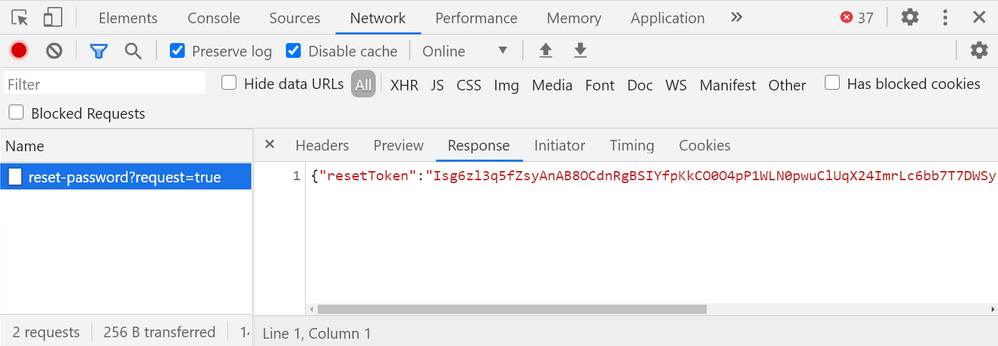 Elements Console Sources Network Performance Memory Application » 37
Preserve log Disable cache Online
Filter Hide data URLs All XHR JS CSS Img Media Font Doc WS Manifest Other Has blocked cookies
Blocked Requests
Name × Headers Preview Response Initiator Timing Cookies
reset-password?request=true 1 {"resetToken":"Isg6zl3q5fZsyAnAB8OCdnRgBSIYfpKkCO0O4pP1WLN0pwuClUqX24ImrLc6bb7T7DWSy
2 requests 256 B transferred Line 1, Column 1